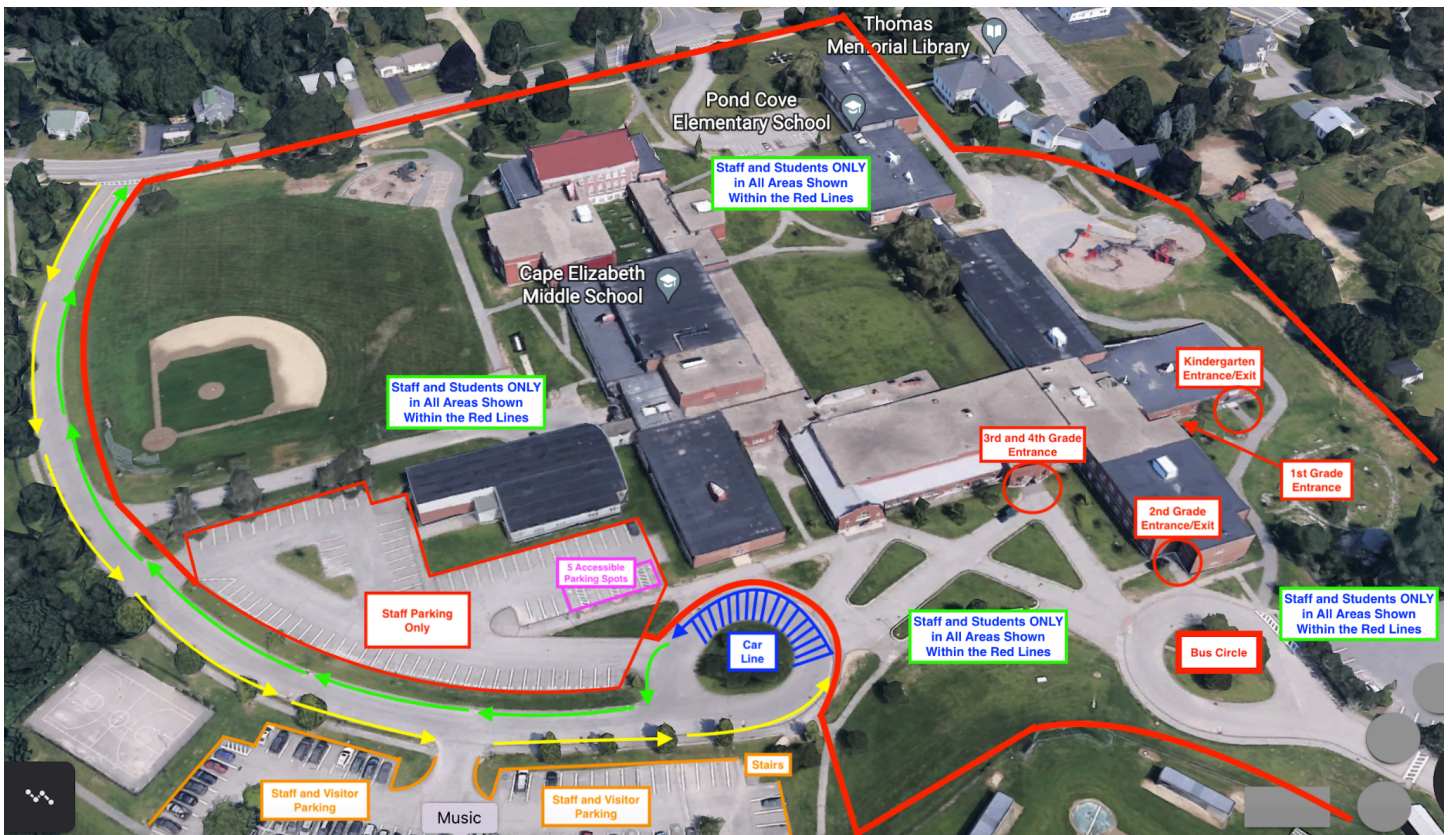 Thomas
Memorial Library
Pond Cove
Elementary School
Staff and Students ONLY
in All Areas Shown
Within the Red Lines
Cape Elizabeth
Middle School
Kindergarten
Entrance/Exit
Staff and Students ONLY
in All Areas Shown
Within the Red Lines
3rd and 4th Grade
Entrance
1st Grade
Entrance
2nd Grade
Entrance/Exit
5 Accessible
Parking Spots
Staff Parking
Only
Staff and Students ONLY
in All Areas Shown
Within the Red Lines
Staff and Students ONLY
in All Areas Shown
Within the Red Lines
Car
Line
Bus Circle
Stairs
Staff and Visitor
Parking
Staff and Visitor
Parking
Music